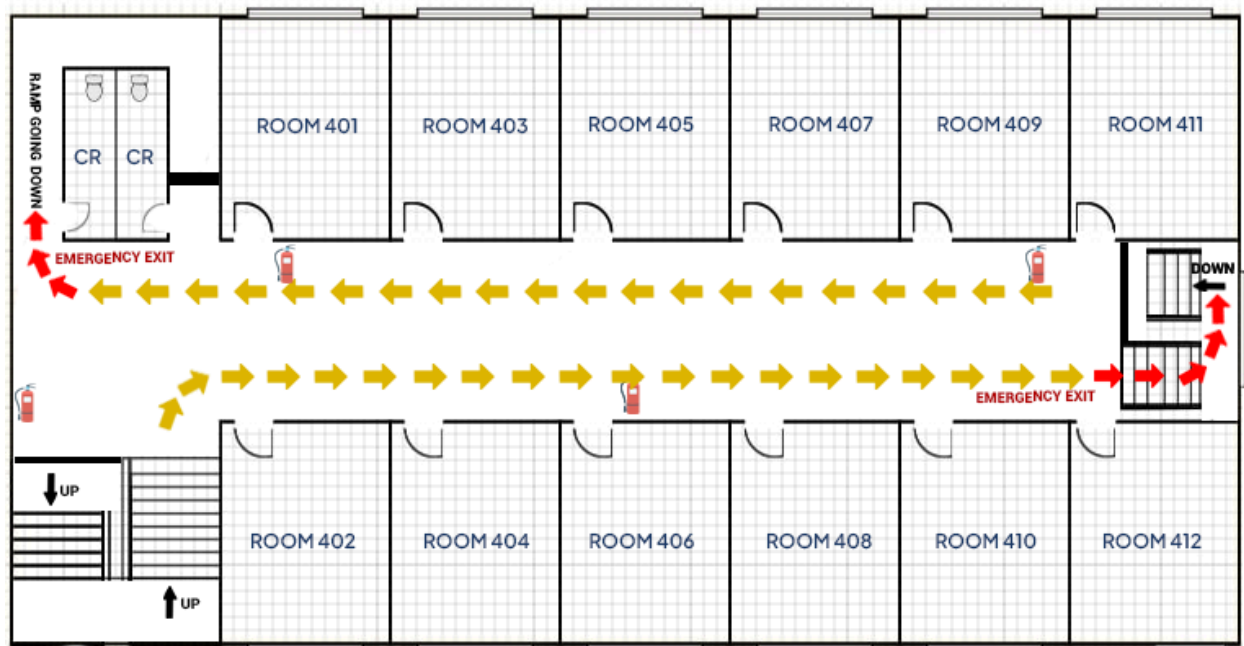 ROOM 401
ROOM 403
ROOM 405
ROOM 407
ROOM 409
ROOM 411
RAMP GOING DOWN
CR
CR
EMERGENCY EXIT
DOWN
EMERGENCY EXIT
UP
ROOM 402
ROOM 404
ROOM 406
ROOM 408
ROOM 410
ROOM 412
UP